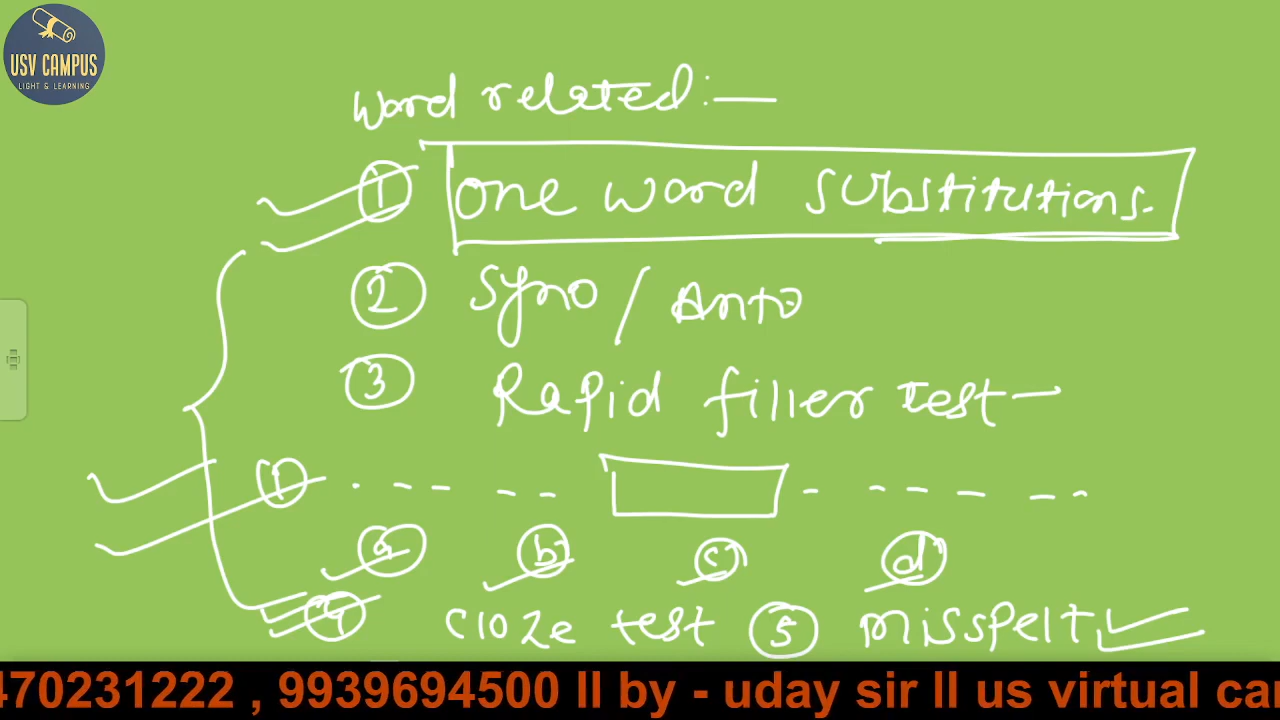 USV CAMPUS
LIGHT & LEARNING
word related:—
① one word substitutions.
② Syno / Anto
③ Rapid filler test —
①
ⓐ ⓑ ⓒ ⓓ
④ cloze test ⑤ misspelt
470231222 , 9939694500 ll by - uday sir ll us virtual car